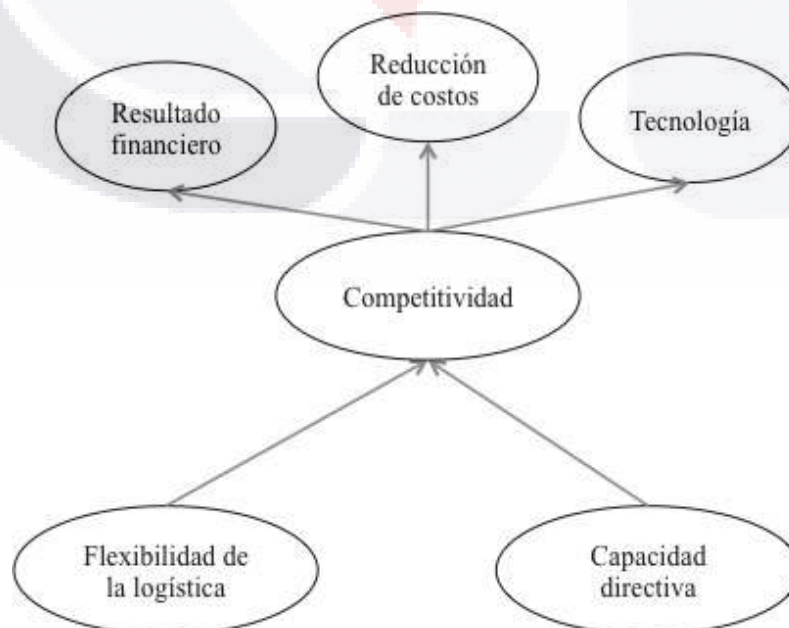 Reducción
de costos
Resultado
financiero
Tecnología
Competitividad
Flexibilidad de
la logística
Capacidad
directiva